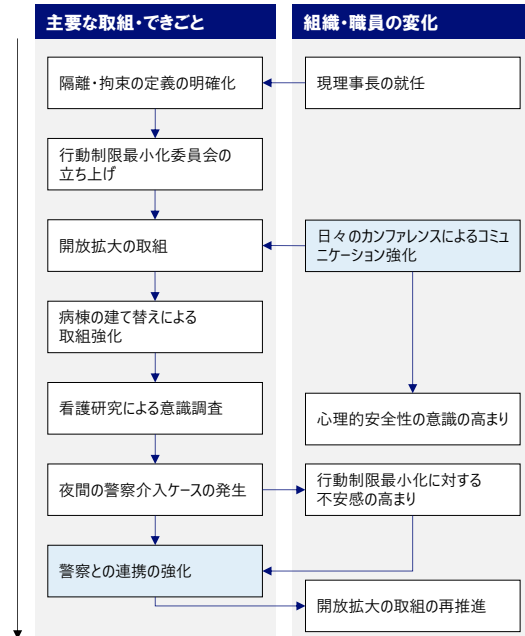 主要な取組・できごと
組織・職員の変化
隔離・拘束の定義の明確化
現理事長の就任
行動制限最小化委員会の
立ち上げ
開放拡大の取組
日々のカンファレンスによるコミュ
ニケーション強化
病棟の建て替えによる
取組強化
看護研究による意識調査
心理的安全性の意識の高まり
夜間の警察介入ケースの発生
行動制限最小化に対する
不安感の高まり
警察との連携の強化
開放拡大の取組の再推進